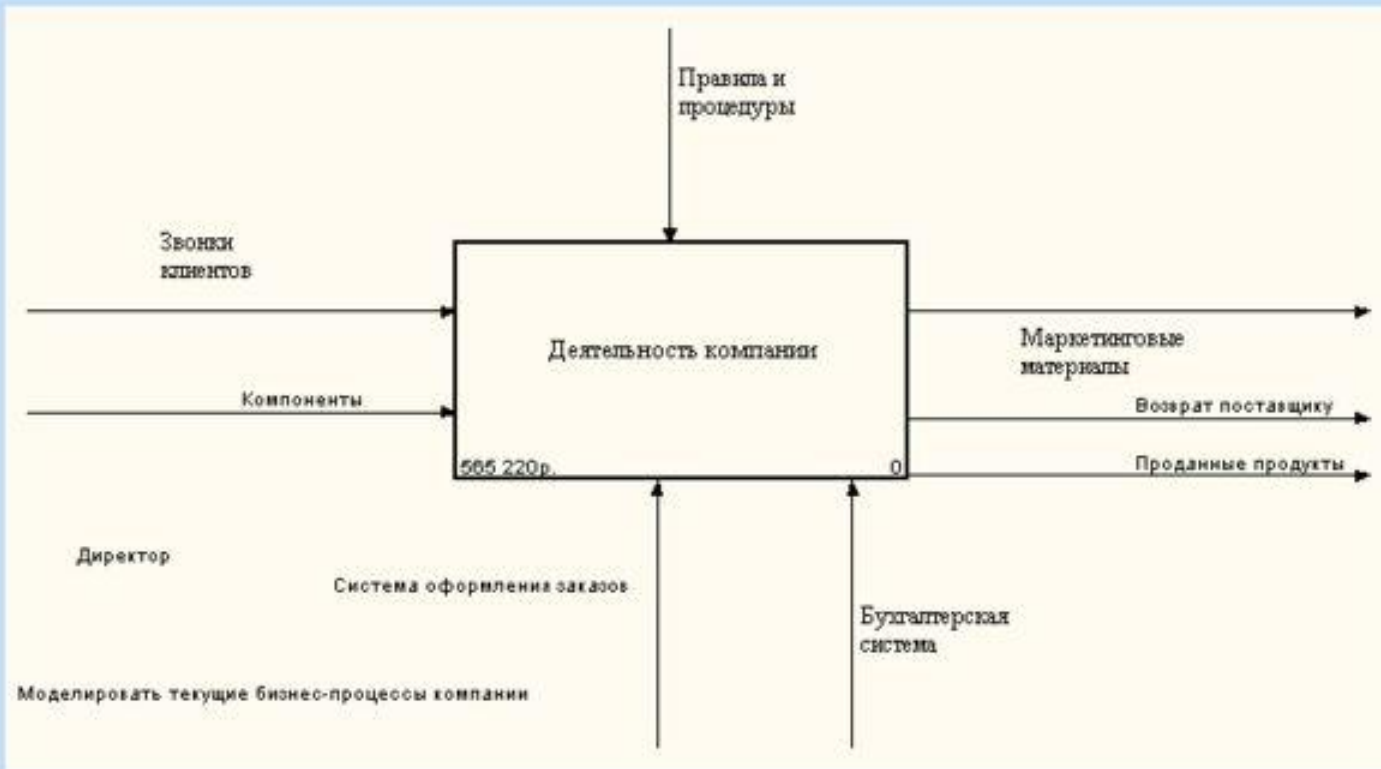 Правила и
процедуры
Звонки
клиентов
Деятельность компании
Маркетинговые
материалы
Компоненты
Возврат поставщику
565 220р.
0
Проданные продукты
Директор
Система оформления заказов
Бухгалтерская
система
Моделировать текущие бизнес-процессы компании